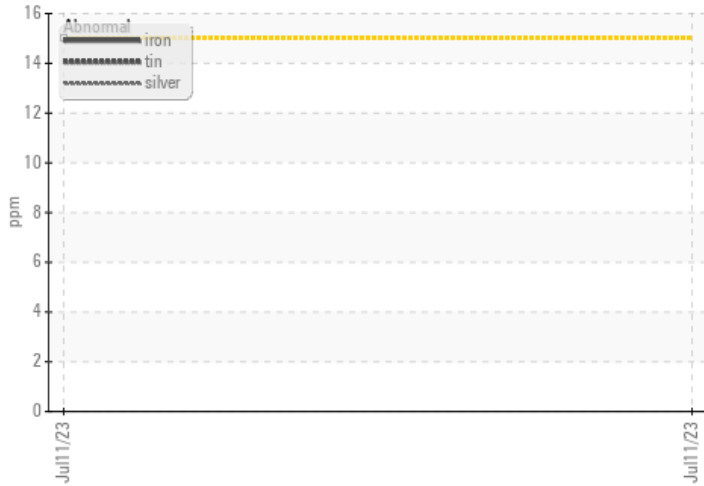 16
Abnormal
iron
tin
silver
14
12
10
8
6
4
2
0
ppm
Jul11/23
Jul11/23